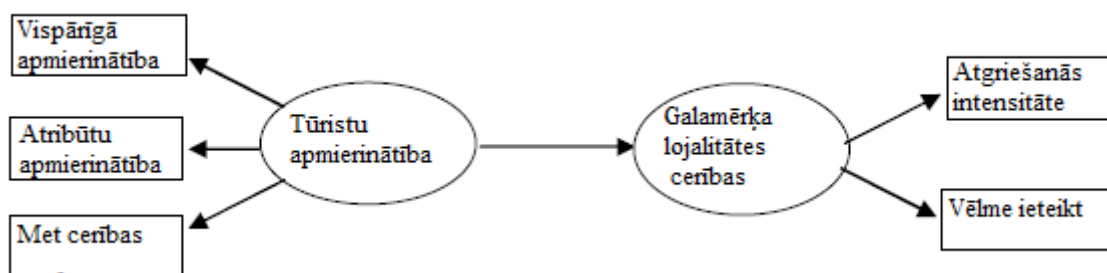 Vispārīgā
apmierinātība
Atribūtu
apmierinātība
Met cerības
Tūristu
apmierinātība
Galamērķa
lojalitātes
cerības
Atgriešanās
intensitāte
Vēlme ieteikt